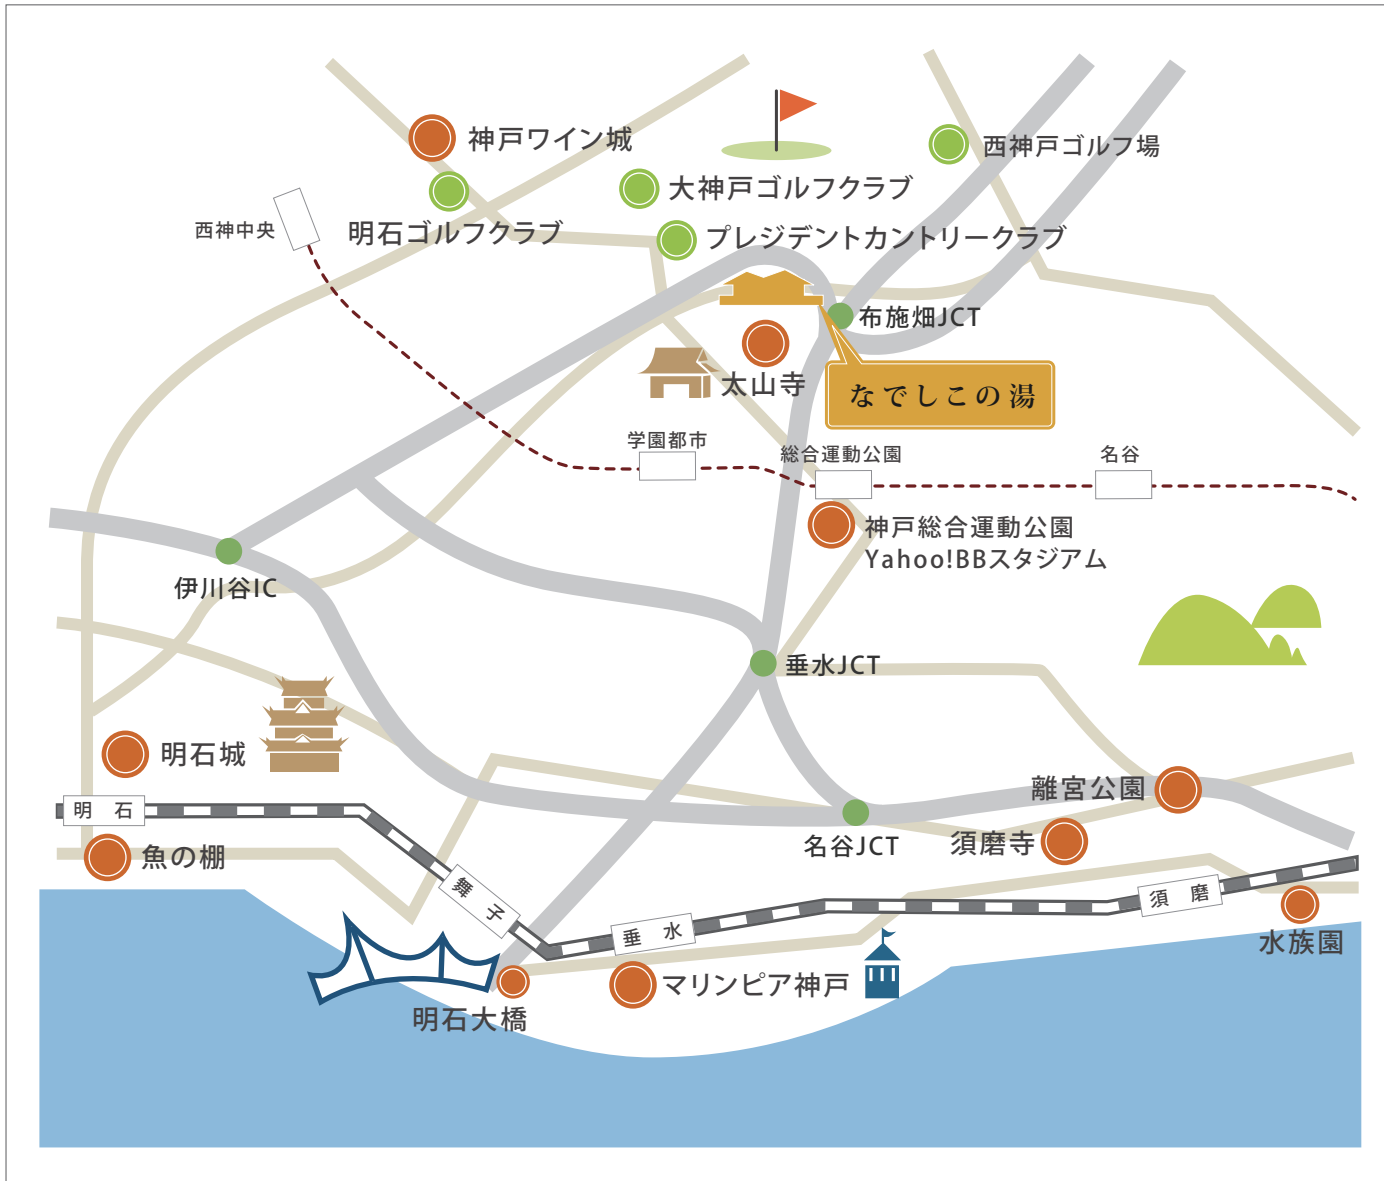 神戸ワイン城
西神戸ゴルフ場
大神戸ゴルフクラブ
西神中央
明石ゴルフクラブ
プレジデントカントリークラブ
布施畑JCT
太山寺
なでしこの湯
学園都市
総合運動公園
名谷
神戸総合運動公園
Yahoo!BBスタジアム
伊川谷IC
垂水JCT
明石城
離宮公園
明 石
名谷JCT
須磨寺
魚の棚
舞 子
須 磨
垂 水
水族園
マリンピア神戸
明石大橋